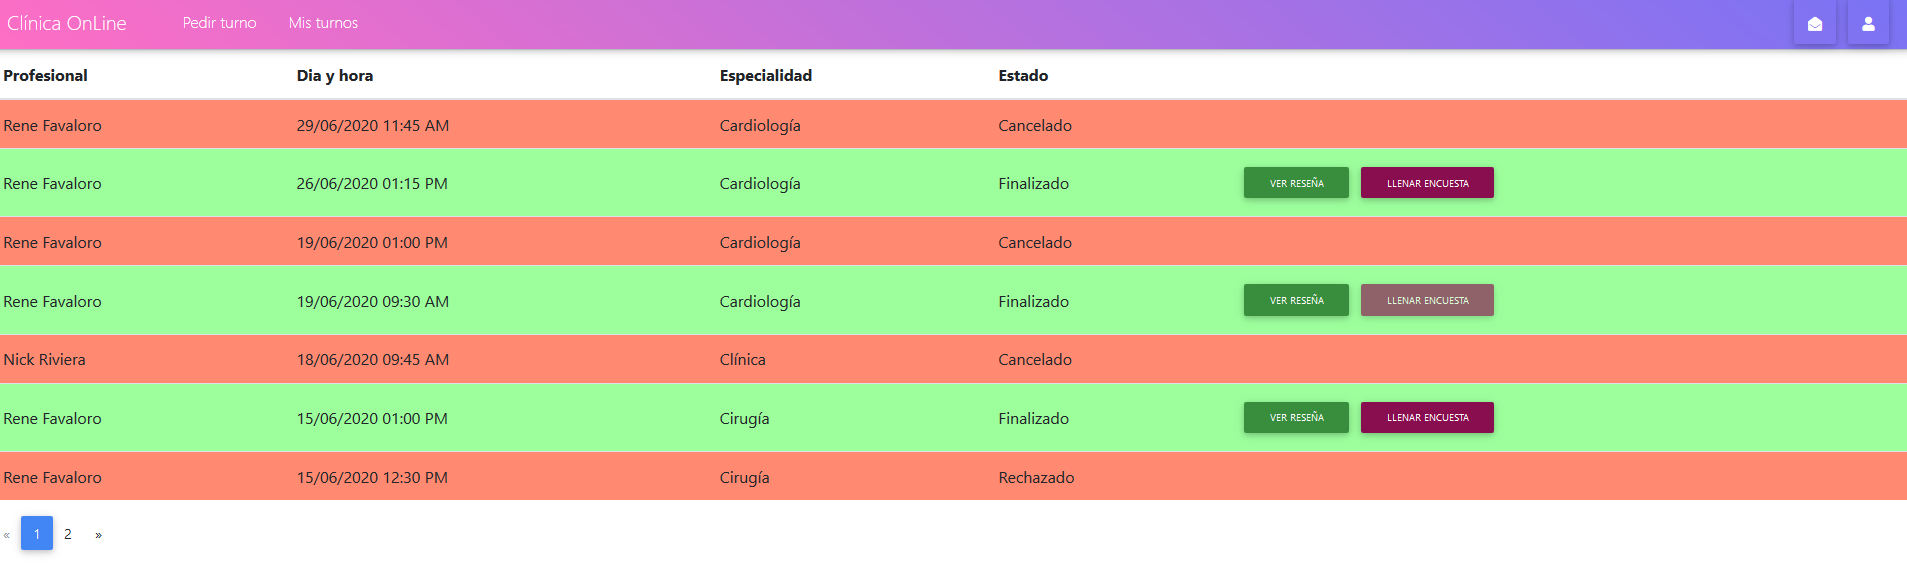 Clínica OnLine Pedir turno Mis turnos
Profesional Dia y hora Especialidad Estado
Rene Favaloro 29/06/2020 11:45 AM Cardiología Cancelado
Rene Favaloro 26/06/2020 01:15 PM Cardiología Finalizado VER RESEÑA LLENAR ENCUESTA
Rene Favaloro 19/06/2020 01:00 PM Cardiología Cancelado
Rene Favaloro 19/06/2020 09:30 AM Cardiología Finalizado VER RESEÑA LLENAR ENCUESTA
Nick Riviera 18/06/2020 09:45 AM Clínica Cancelado
Rene Favaloro 15/06/2020 01:00 PM Cirugía Finalizado VER RESEÑA LLENAR ENCUESTA
Rene Favaloro 15/06/2020 12:30 PM Cirugía Rechazado
« 1 2 »